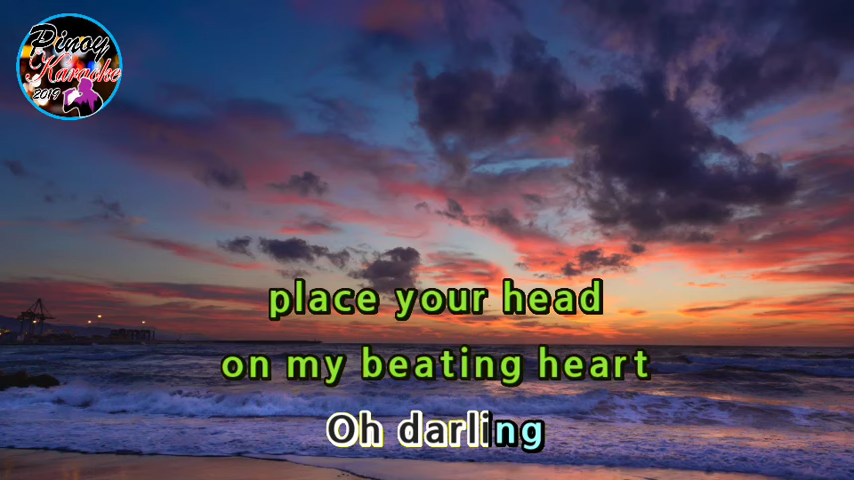 Pinoy
Karaoke
2019
place your head
on my beating heart
Oh darling